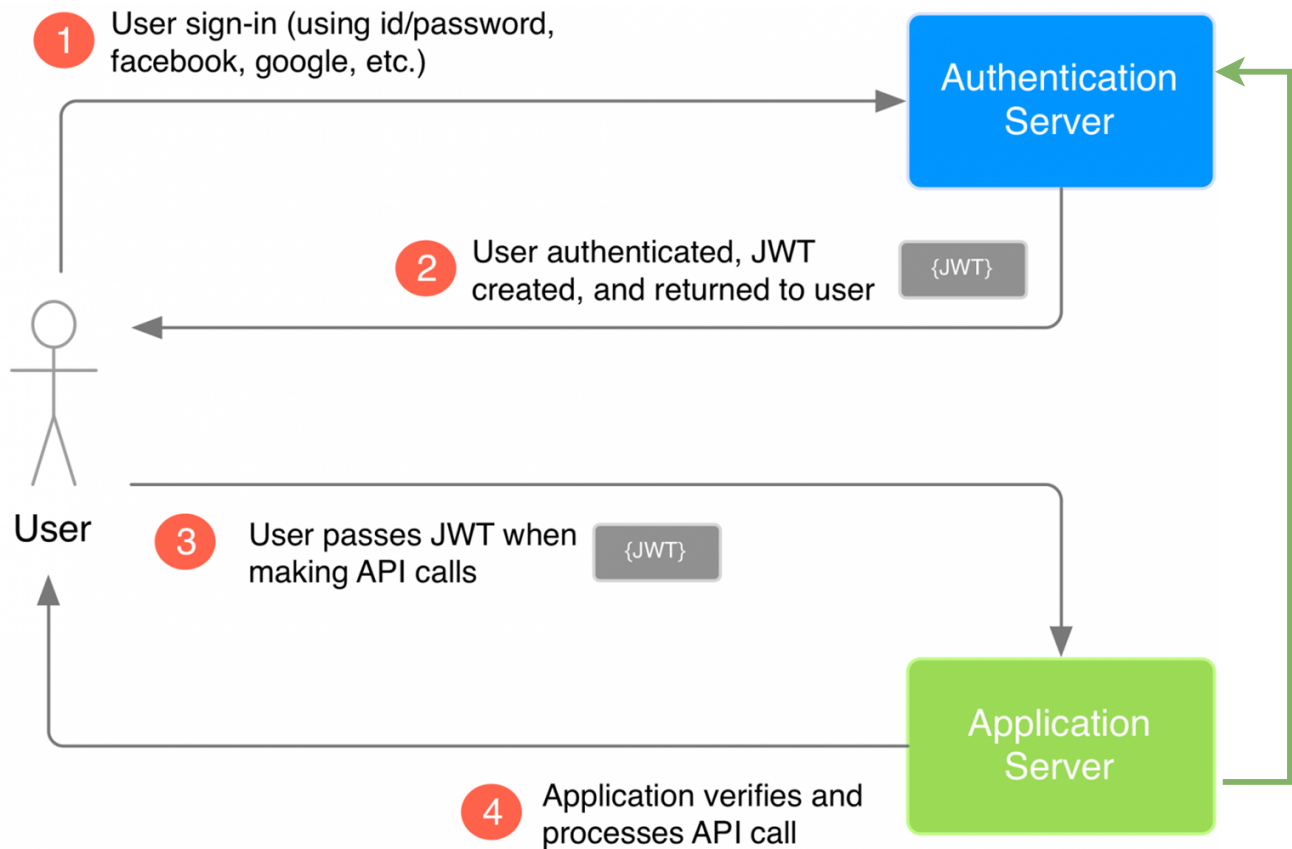 1
User sign-in (using id/password,
facebook, google, etc.)
Authentication
Server
2
User authenticated, JWT
created, and returned to user
{JWT}
User
3
User passes JWT when
making API calls
{JWT}
Application
Server
4
Application verifies and
processes API call